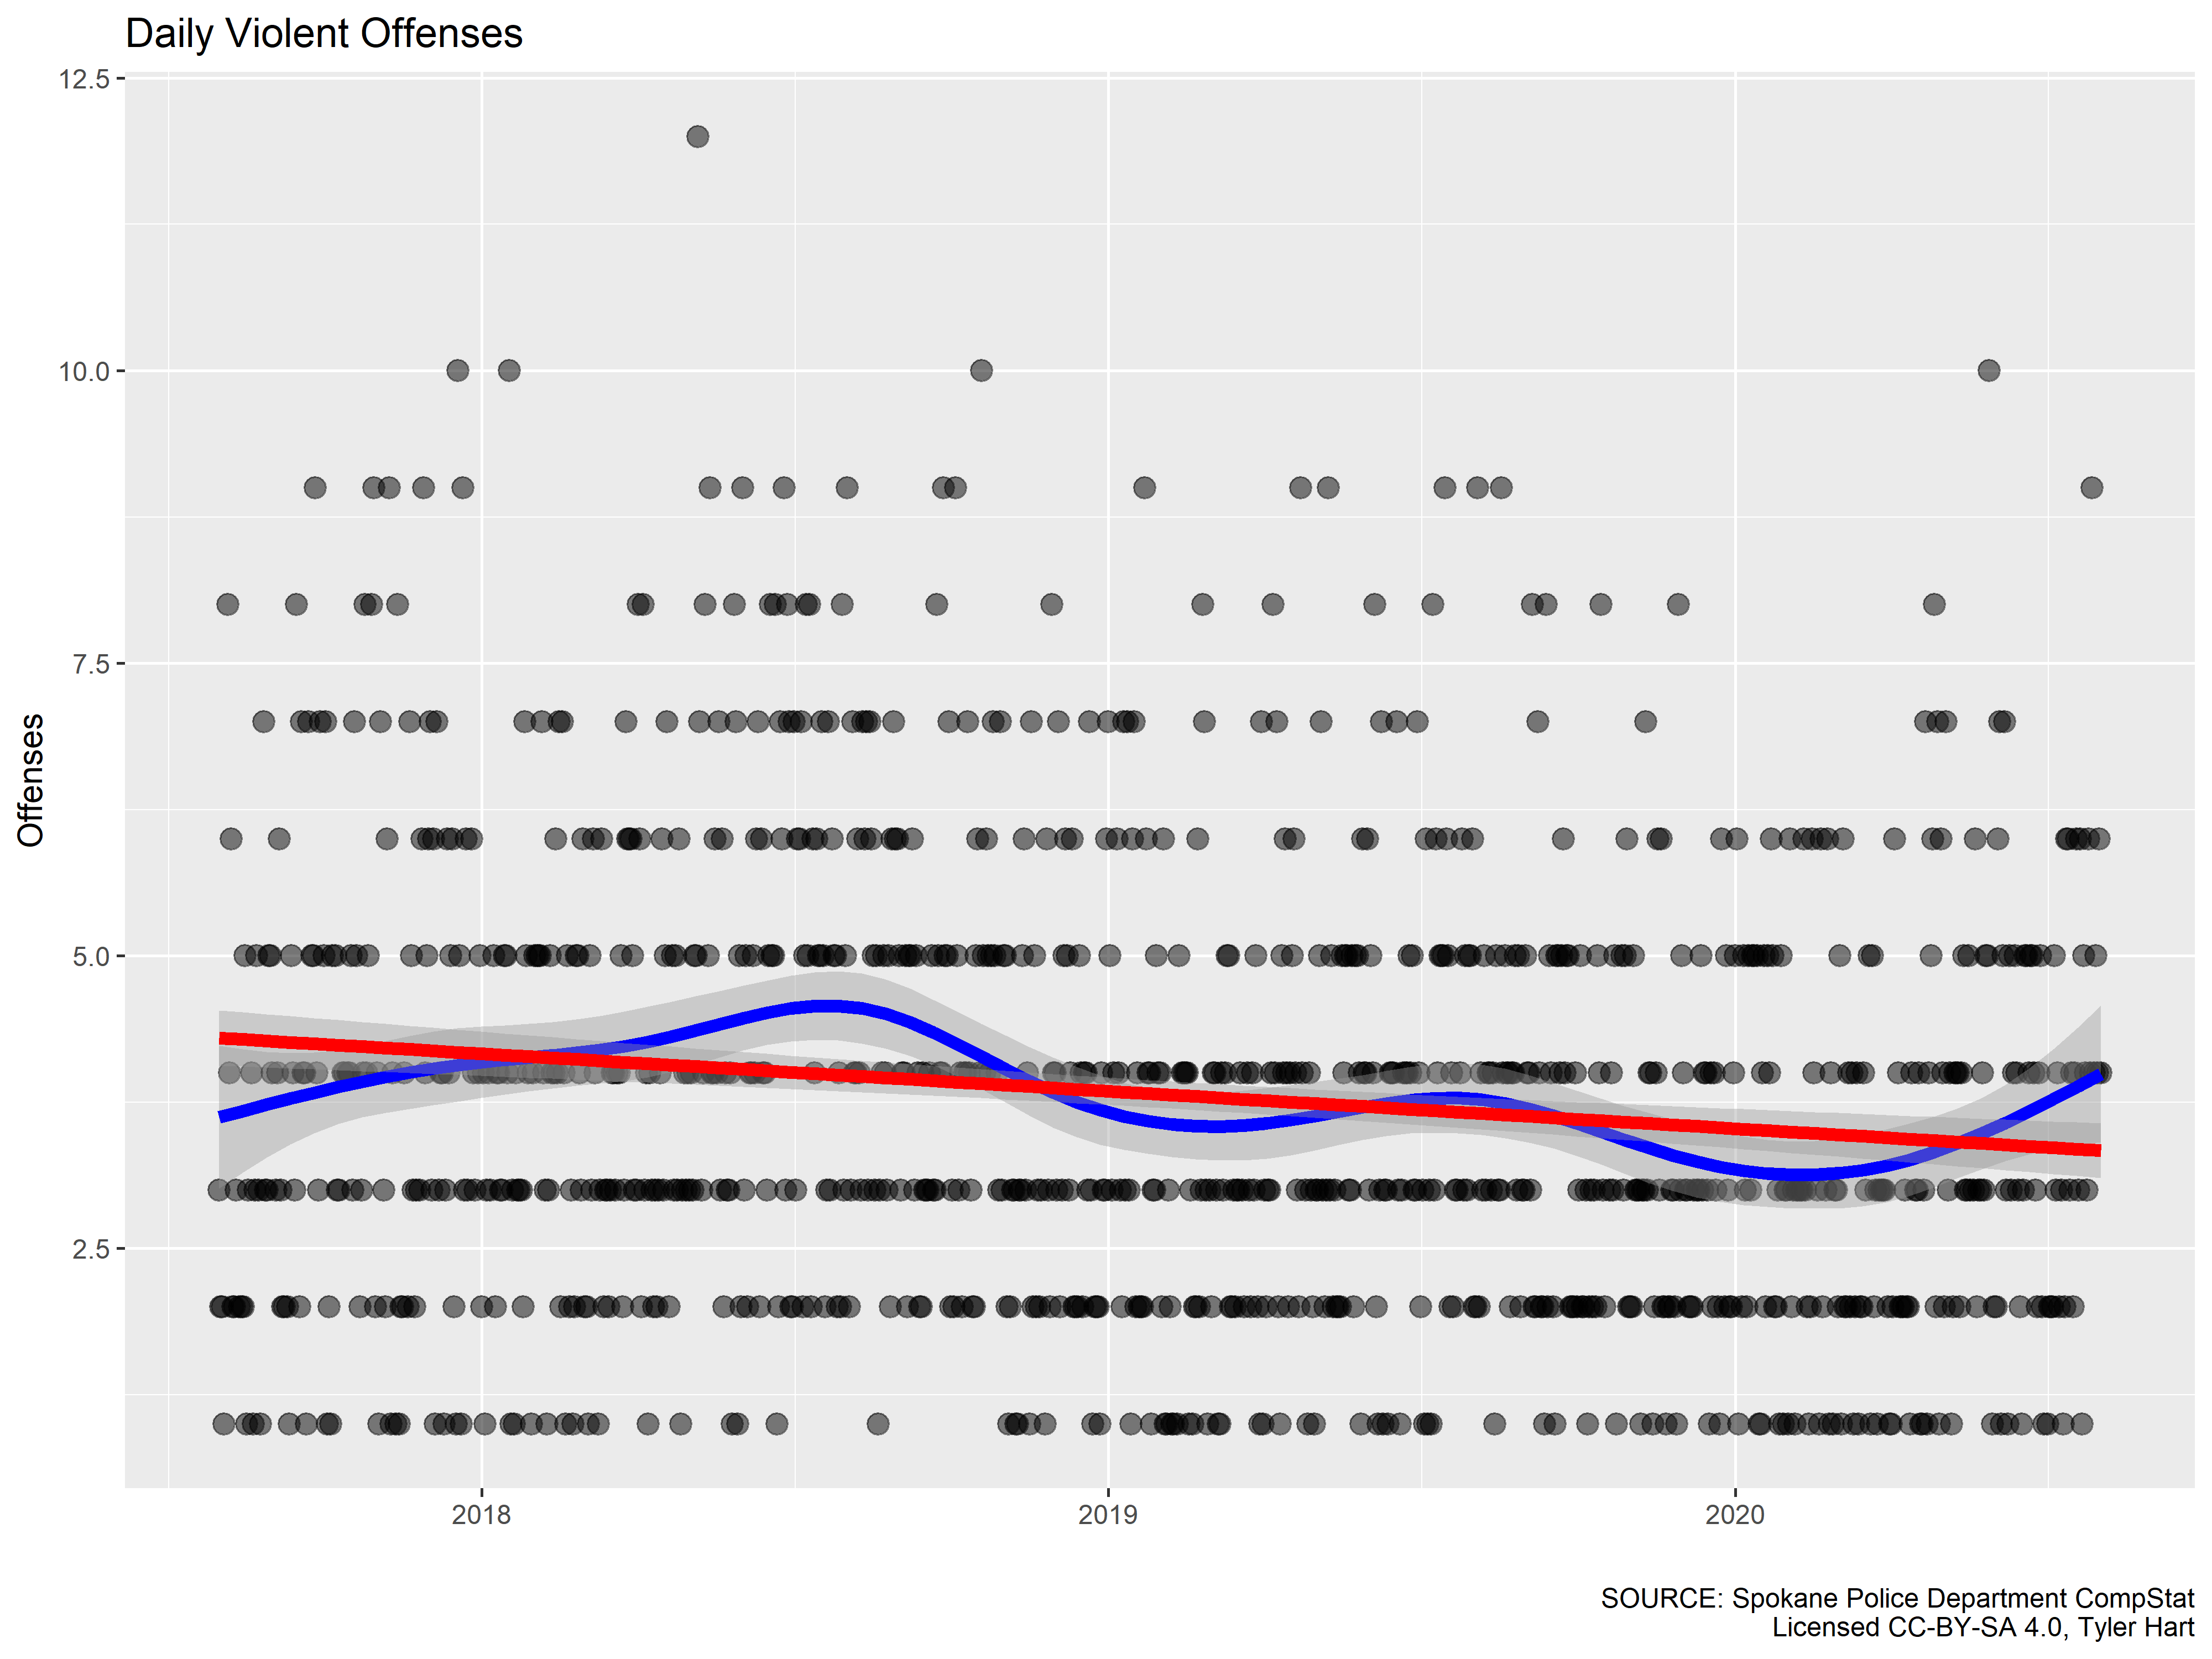 Daily Violent Offenses
12.5
10.0
7.5
5.0
2.5
Offenses
2018 2019 2020
SOURCE: Spokane Police Department CompStat
Licensed CC-BY-SA 4.0, Tyler Hart